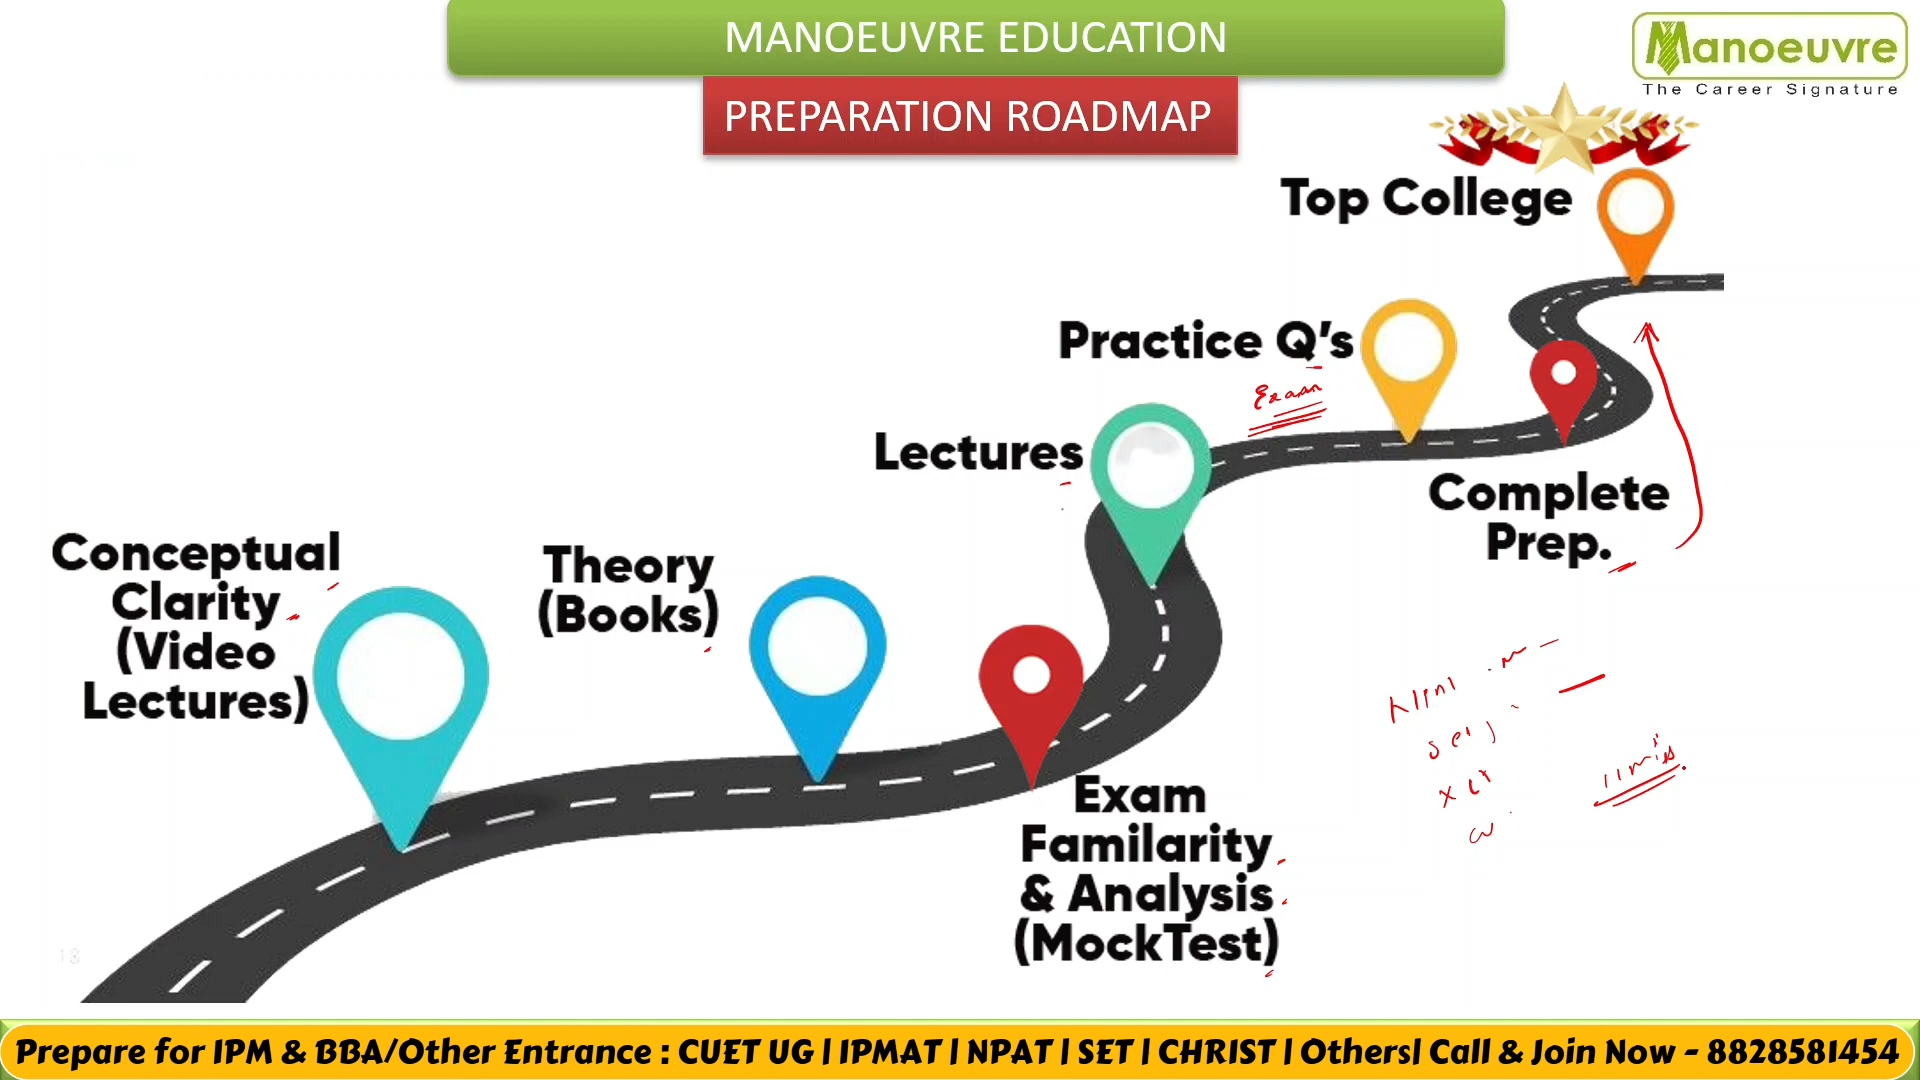 MANOEUVRE EDUCATION
Manoeuvre
The Career Signature
PREPARATION ROADMAP
Top College
Practice Q's
Exam
Lectures
Complete
Prep.
Conceptual
Clarity
(Video
Lectures)
Theory
(Books)
Exam
Familarity
& Analysis
(MockTest)
18
Prepare for IPM & BBA/Other Entrance : CUET UG | IPMAT | NPAT | SET | CHRIST | Others| Call & Join Now - 8828581454